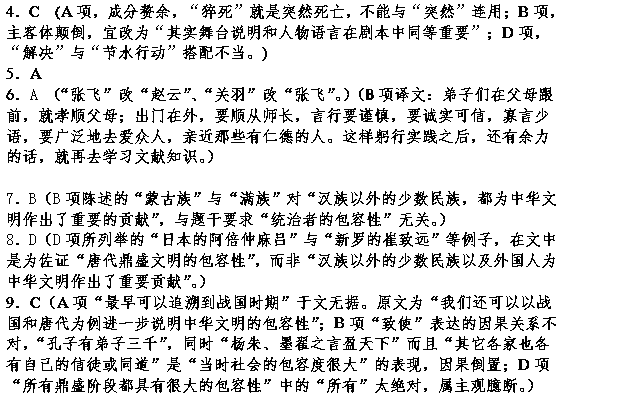 4．C （A 项，成分赘余，“猝死”就是突然死亡，不能与“突然”连用；B 项，
主客体颠倒，宜改为“其实舞台说明和人物语言在剧本中同等重要”；D 项，
“解决”与“节水行动”搭配不当。)
5．A
6．A （“张飞”改“赵云”、“关羽”改“张飞”。）（B 项译文：弟子们在父母跟
前，就孝顺父母；出门在外，要顺从师长，言行要谨慎，要诚实可信，寡言少
语，要广泛地去爱众人，亲近那些有仁德的人。这样躬行实践之后，还有余力
的话，就再去学习文献知识。）
7．B（B 项陈述的“蒙古族”与“满族”对“汉族以外的少数民族，都为中华文
明作出了重要的贡献”，与题干要求“统治者的包容性”无关。）
8．D（D 项所列举的“日本的阿倍仲麻吕”与“新罗的崔致远”等例子，在文中
是为佐证“唐代鼎盛文明的包容性”，而非“汉族以外的少数民族以及外国人为
中华文明作出了重要贡献”。）
9．C（A 项“最早可以追溯到战国时期”于文无据。原文为“我们还可以以战
国和唐代为例进一步说明中华文明的包容性”；B 项“致使”表达的因果关系不
对，“孔子有弟子三千”，同时“杨朱、墨翟之言盈天下”而且“其它各家也各
有自己的信徒或同道”是“当时社会的包容度很大”的表现，因果倒置；D 项
“所有鼎盛阶段都具有很大的包容性”中的“所有”太绝对，属主观臆断。）